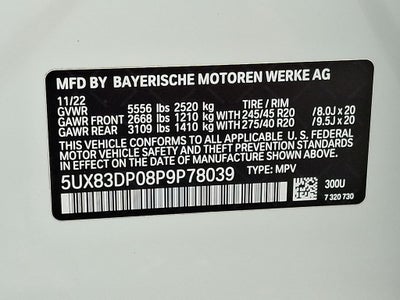 MFD BY BAYERISCHE MOTOREN WERKE AG
11/22 TIRE / RIM
GVWR 5556 lbs 2520 kg
GAWR FRONT 2668 lbs 1210 kg WITH 245/45 R20 / 8.0J x 20
GAWR REAR 3109 lbs 1410 kg WITH 275/40 R20 / 9.5J x 20
THIS VEHICLE CONFORMS TO ALL APPLICABLE U.S. FEDERAL
MOTOR VEHICLE SAFETY AND THEFT PREVENTION STANDARDS IN
EFFECT ON THE DATE OF MANUFACTURE SHOWN ABOVE.
5UX83DP08P9P78039 TYPE: MPV
300U
7 320 730